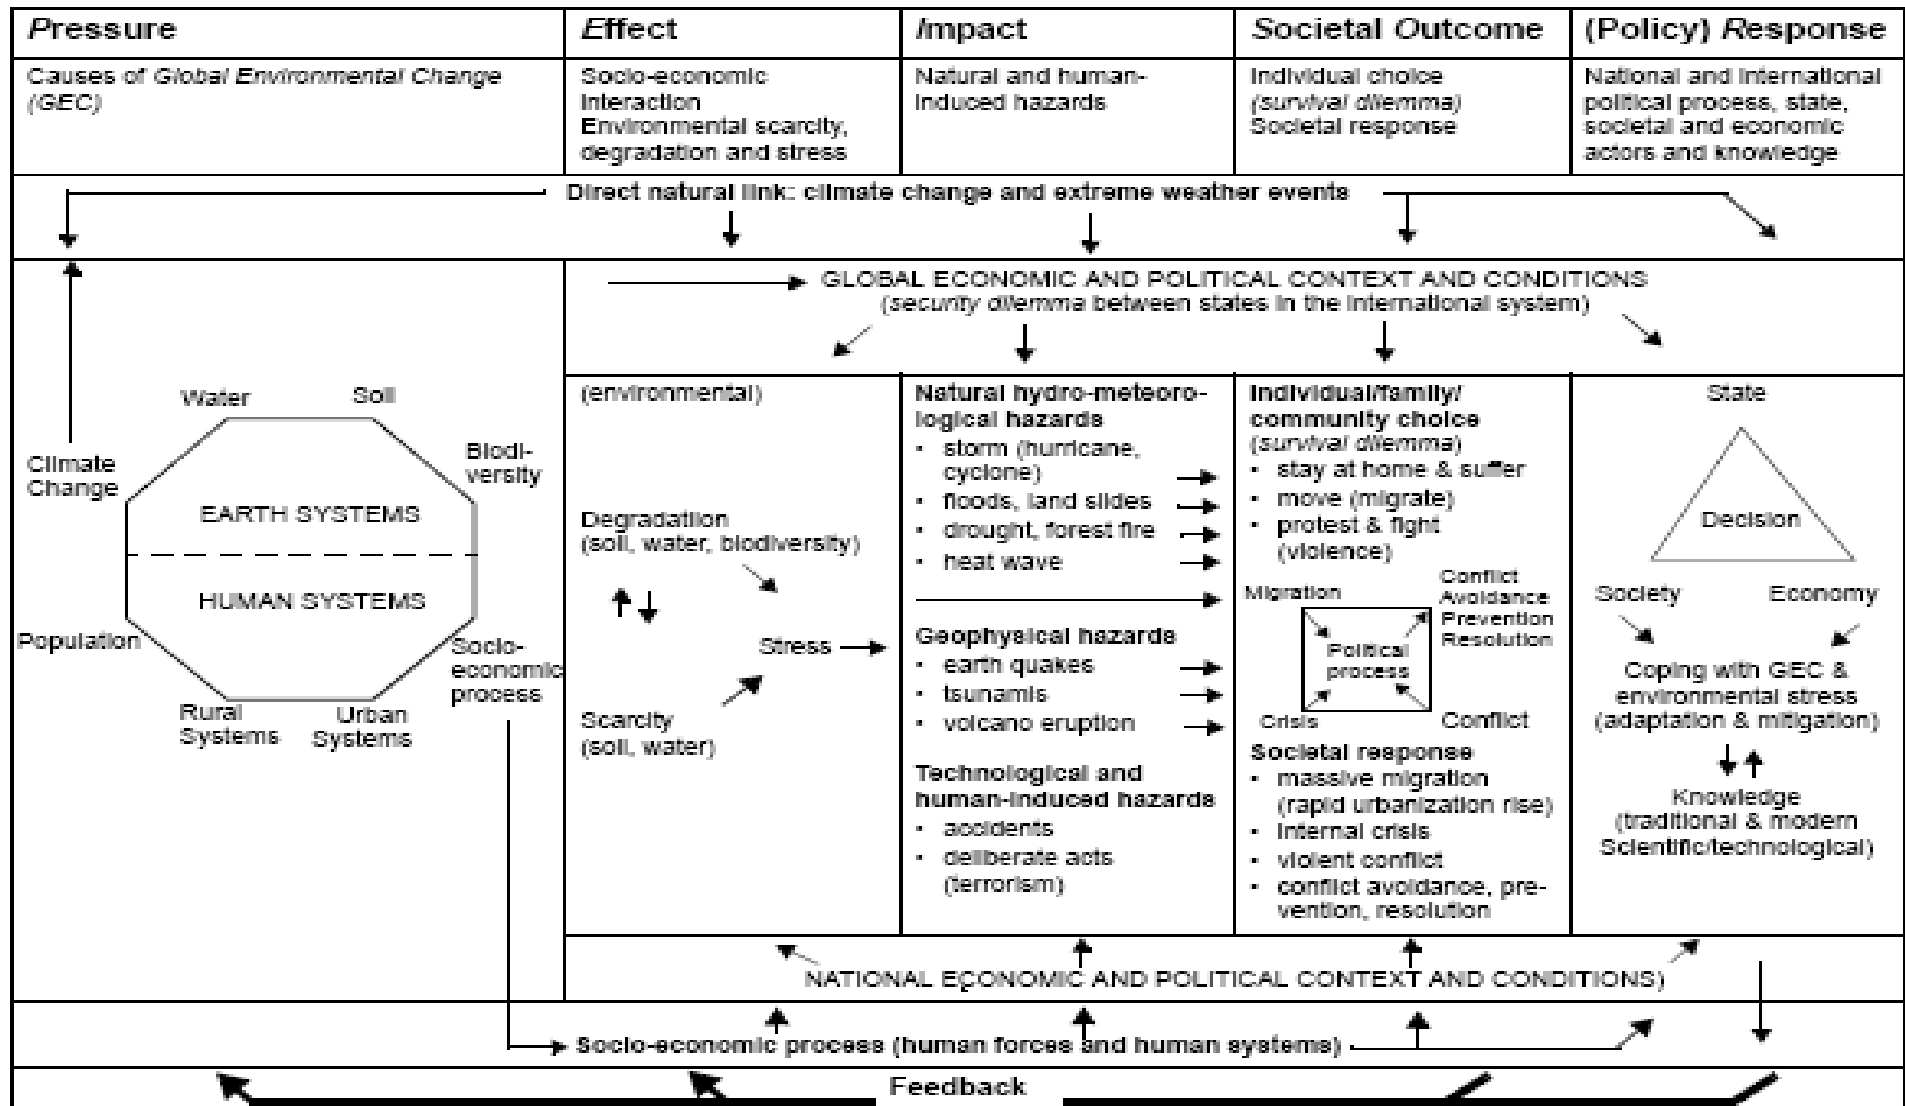 Pressure
Effect
Impact
Societal Outcome
(Policy) Response
Causes of Global Environmental Change
(GEC)
Socio-economic
interaction
Environmental scarcity,
degradation and stress
Natural and human-
induced hazards
Individual choice
(survival dilemma)
Societal response
National and international
political process, state,
societal and economic
actors and knowledge
Direct natural link: climate change and extreme weather events
GLOBAL ECONOMIC AND POLITICAL CONTEXT AND CONDITIONS
(security dilemma between states in the international system)
Water
Soil
Climate
Change
Biodi-
versity
EARTH SYSTEMS
HUMAN SYSTEMS
Population
Socio-
economic
process
Rural
Systems
Urban
Systems
(environmental)
Degradatiion
(soil, water, biodiversity)
Stress
Scarcity
(soil, water)
Natural hydro-meteoro-
logical hazards
• storm (hurricane,
cyclone)
• floods, land slides
• drought, forest fire
• heat wave
Geophysical hazards
• earth quakes
• tsunamis
• volcano eruption
Technological and
human-induced hazards
• accidents
• deliberate acts
(terrorism)
Individual/family/
community choice
(survival dilemma)
• stay at home & suffer
• move (migrate)
• protest & fight
(violence)
Migration
Conflict
Avoidance
Prevention
Resolution
Political
process
Crisis
Conflict
Societal response
• massive migration
(rapid urbanization rise)
• internal crisis
• violent conflict
• conflict avoidance, pre-
vention, resolution
State
Decision
Society
Economy
Coping with GEC &
environmental stress
(adaptation & mitigation)
Knowledge
(traditional & modern
Scientific/technological)
NATIONAL ECONOMIC AND POLITICAL CONTEXT AND CONDITIONS)
Socio-economic process (human forces and human systems)
Feedback